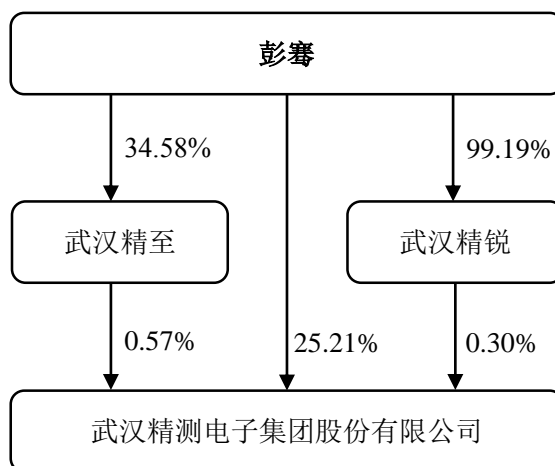 彭骞
34.58%
99.19%
武汉精至
武汉精锐
0.57%
25.21%
0.30%
武汉精测电子集团股份有限公司